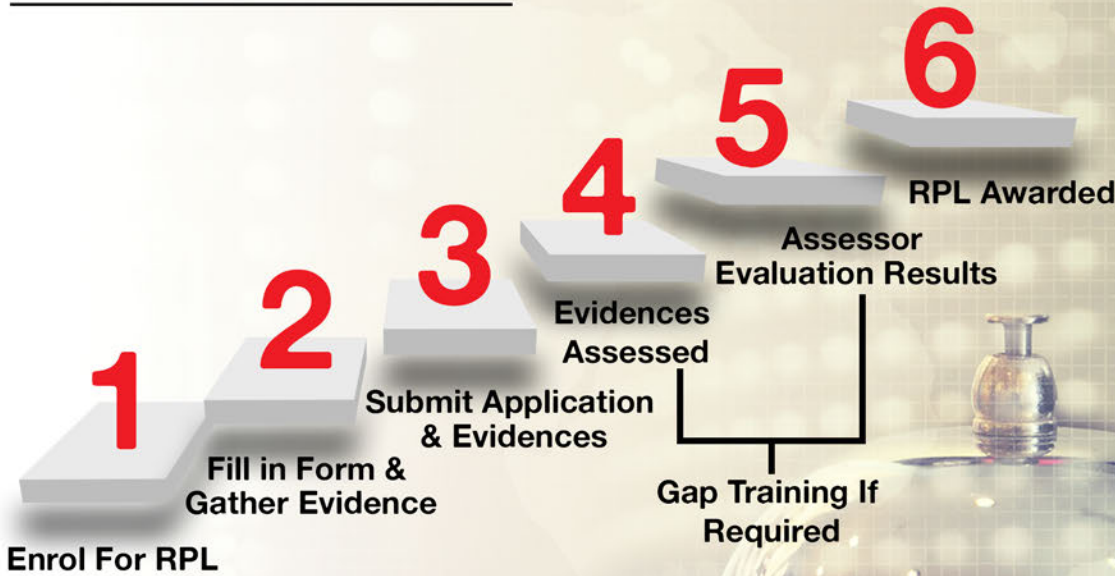 1
Enrol For RPL
2
Fill in Form &
Gather Evidence
3
Submit Application
& Evidences
4
Evidences
Assessed
5
Assessor
Evaluation Results
6
RPL Awarded
Gap Training If
Required